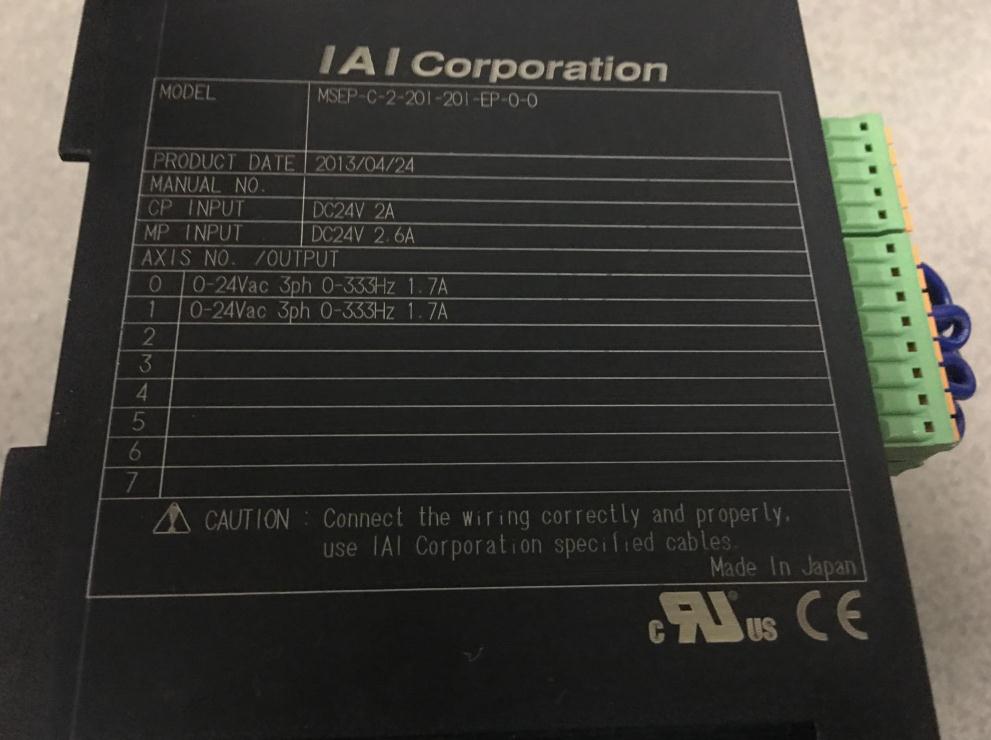 IAI Corporation
MODEL MSEP-C-2-20I-20I-EP-0-0
PRODUCT DATE 2013/04/24
MANUAL NO.
CP INPUT DC24V 2A
MP INPUT DC24V 2.6A
AXIS NO. /OUTPUT
0 0-24Vac 3ph 0-333Hz 1.7A
1 0-24Vac 3ph 0-333Hz 1.7A
2
3
4
5
6
7
CAUTION : Connect the wiring correctly and properly,
use IAI Corporation specified cables.
Made In Japan
c RU® US CE